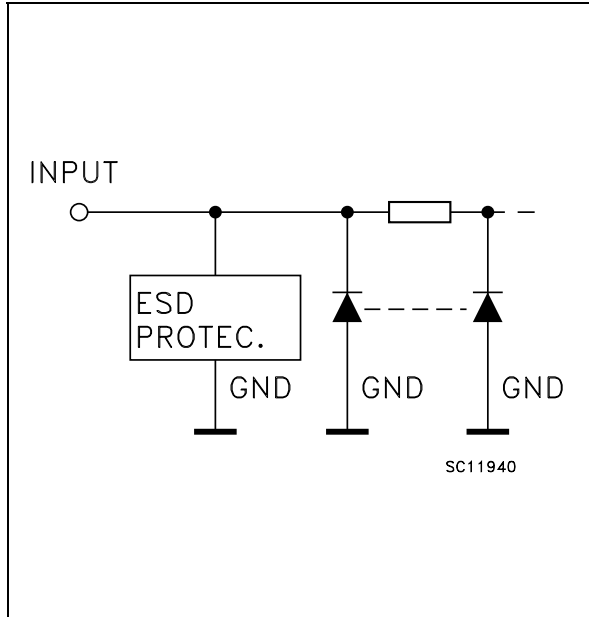 INPUT
ESD
PROTEC.
GND
GND
GND
SC11940